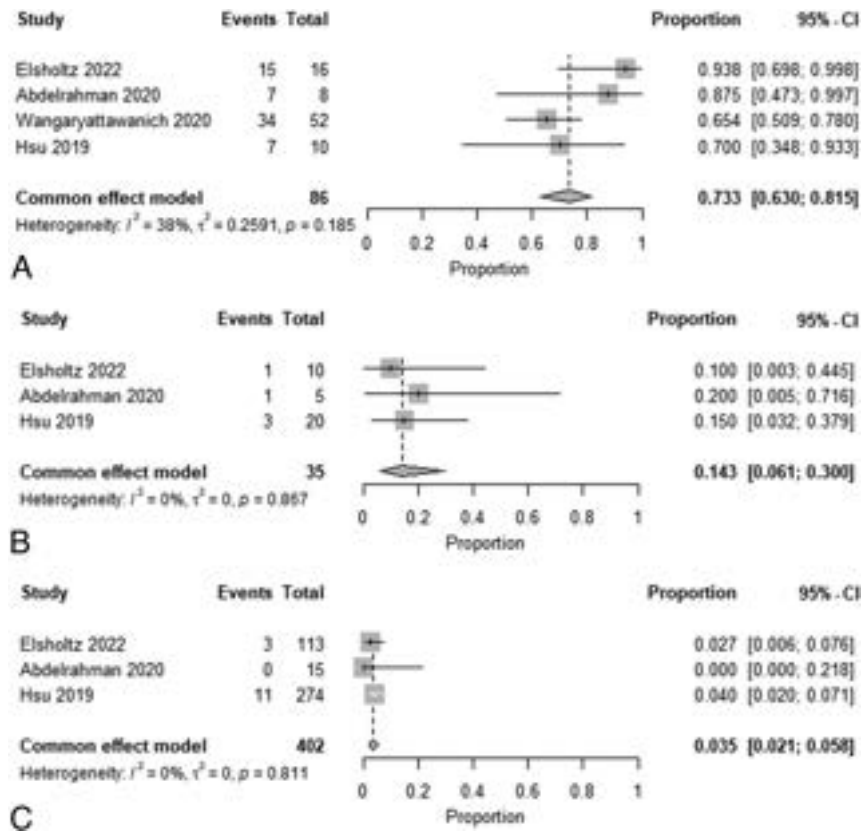 Study Events Total Proportion 95% - CI
Elsholtz 2022 15 16 0.938 [0.698; 0.998]
Abdelrahman 2020 7 8 0.875 [0.473; 0.997]
Wangaryattawanich 2020 34 52 0.654 [0.509; 0.780]
Hsu 2019 7 10 0.700 [0.348; 0.933]
Common effect model 86 0.733 [0.630; 0.815]
Heterogeneity: I² = 38%, τ² = 0.2591, p = 0.185
0 0.2 0.4 0.6 0.8 1
Proportion
A
Study Events Total Proportion 95% - CI
Elsholtz 2022 1 10 0.100 [0.003; 0.445]
Abdelrahman 2020 1 5 0.200 [0.005; 0.716]
Hsu 2019 3 20 0.150 [0.032; 0.379]
Common effect model 35 0.143 [0.061; 0.300]
Heterogeneity: I² = 0%, τ² = 0, p = 0.867
0 0.2 0.4 0.6 0.8 1
Proportion
B
Study Events Total Proportion 95% - CI
Elsholtz 2022 3 113 0.027 [0.006; 0.076]
Abdelrahman 2020 0 15 0.000 [0.000; 0.218]
Hsu 2019 11 274 0.040 [0.020; 0.071]
Common effect model 402 0.035 [0.021; 0.058]
Heterogeneity: I² = 0%, τ² = 0, p = 0.811
0 0.2 0.4 0.6 0.8 1
Proportion
C